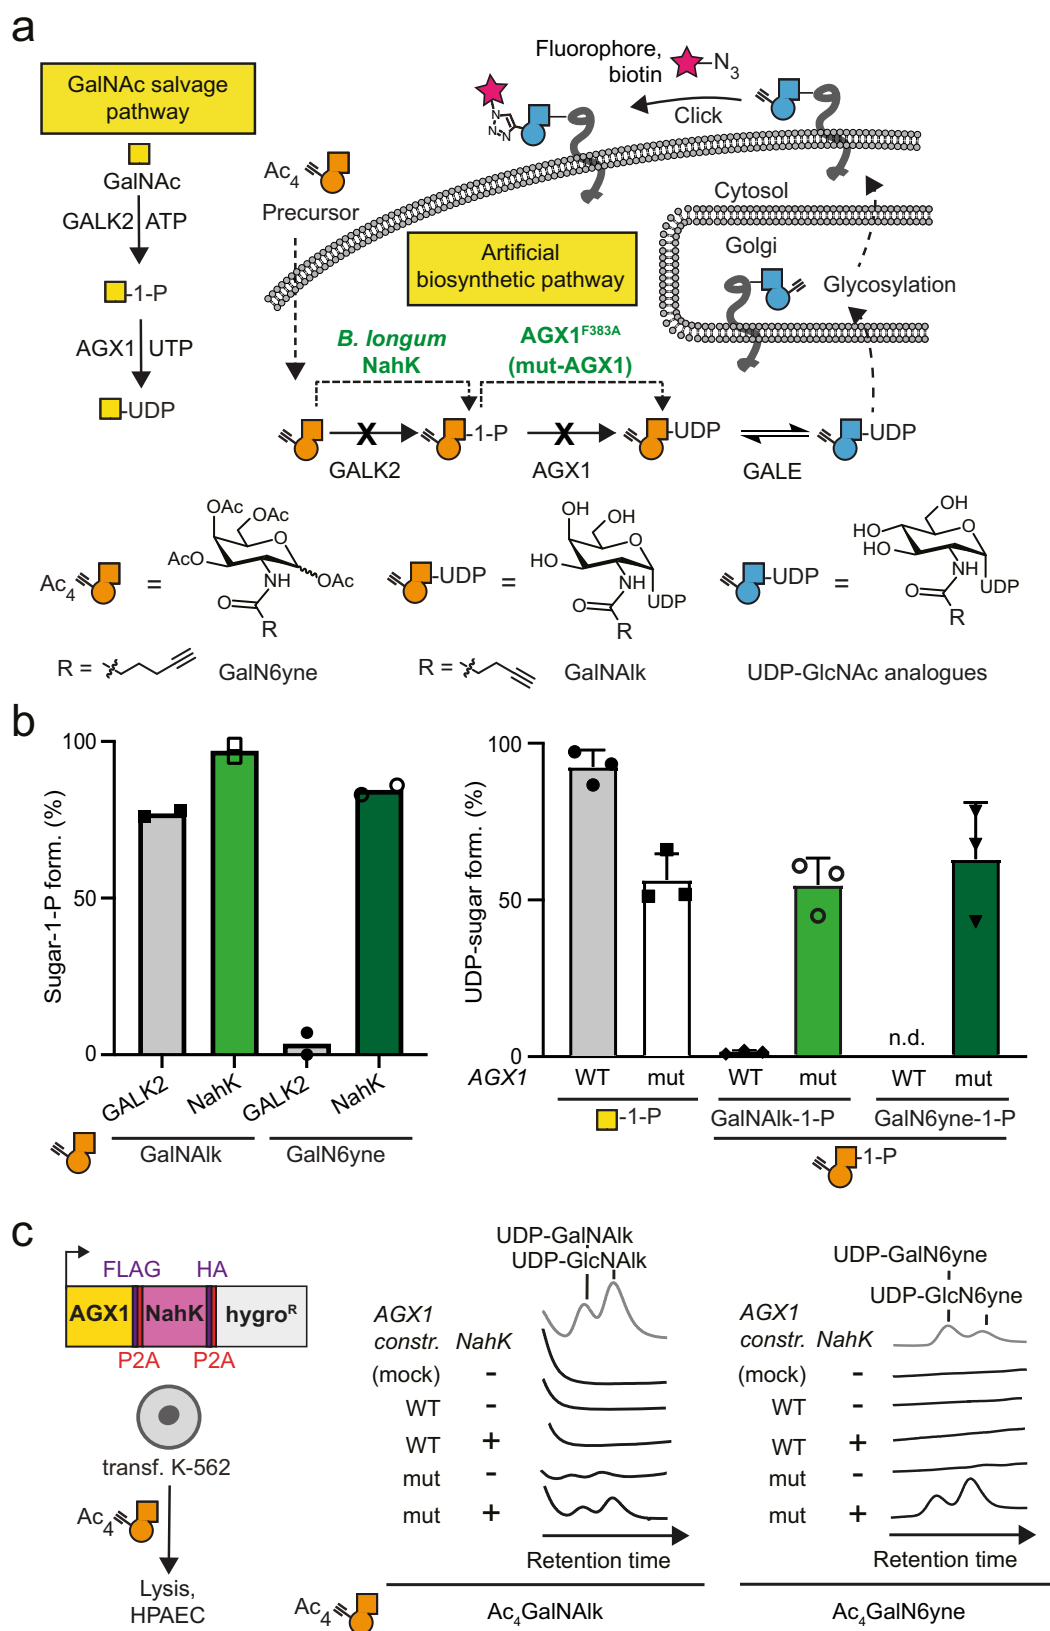 a
GalNAc salvage
pathway
GalNAc
GALK2 ATP
-1-P
AGX1 UTP
-UDP
Ac4
Precursor
Fluorophore,
biotin
N3
Click
N
N
N
Cytosol
Golgi
Glycosylation
Artificial
biosynthetic pathway
B. longum
NahK
AGX1F383A
(mut-AGX1)
-1-P
-UDP
-UDP
X
X
GALK2
AGX1
GALE
Ac4
=
OAc
OAc
AcO
O
NH
OAc
O
R
R =
GalN6yne
-UDP
=
OH
OH
O
HO
NH
O
UDP
R
R =
GalNAlk
-UDP
=
OH
HO
HO
O
NH
O
UDP
R
UDP-GlcNAc analogues
b
Sugar-1-P form. (%)
100
50
0
GALK2
NahK
GALK2
NahK
GalNAlk
GalN6yne
UDP-sugar form. (%)
100
50
0
n.d.
AGX1
WT
mut
WT
mut
WT
mut
-1-P
GalNAlk-1-P
GalN6yne-1-P
-1-P
c
FLAG
HA
AGX1
NahK
hygroR
P2A
P2A
transf. K-562
Ac4
Lysis,
HPAEC
UDP-GalNAlk
UDP-GlcNAlk
AGX1
constr. NahK
(mock) -
WT -
WT +
mut -
mut +
Retention time
Ac4
Ac4GalNAlk
UDP-GalN6yne
UDP-GlcN6yne
AGX1
constr. NahK
(mock) -
WT -
WT +
mut -
mut +
Retention time
Ac4GalN6yne